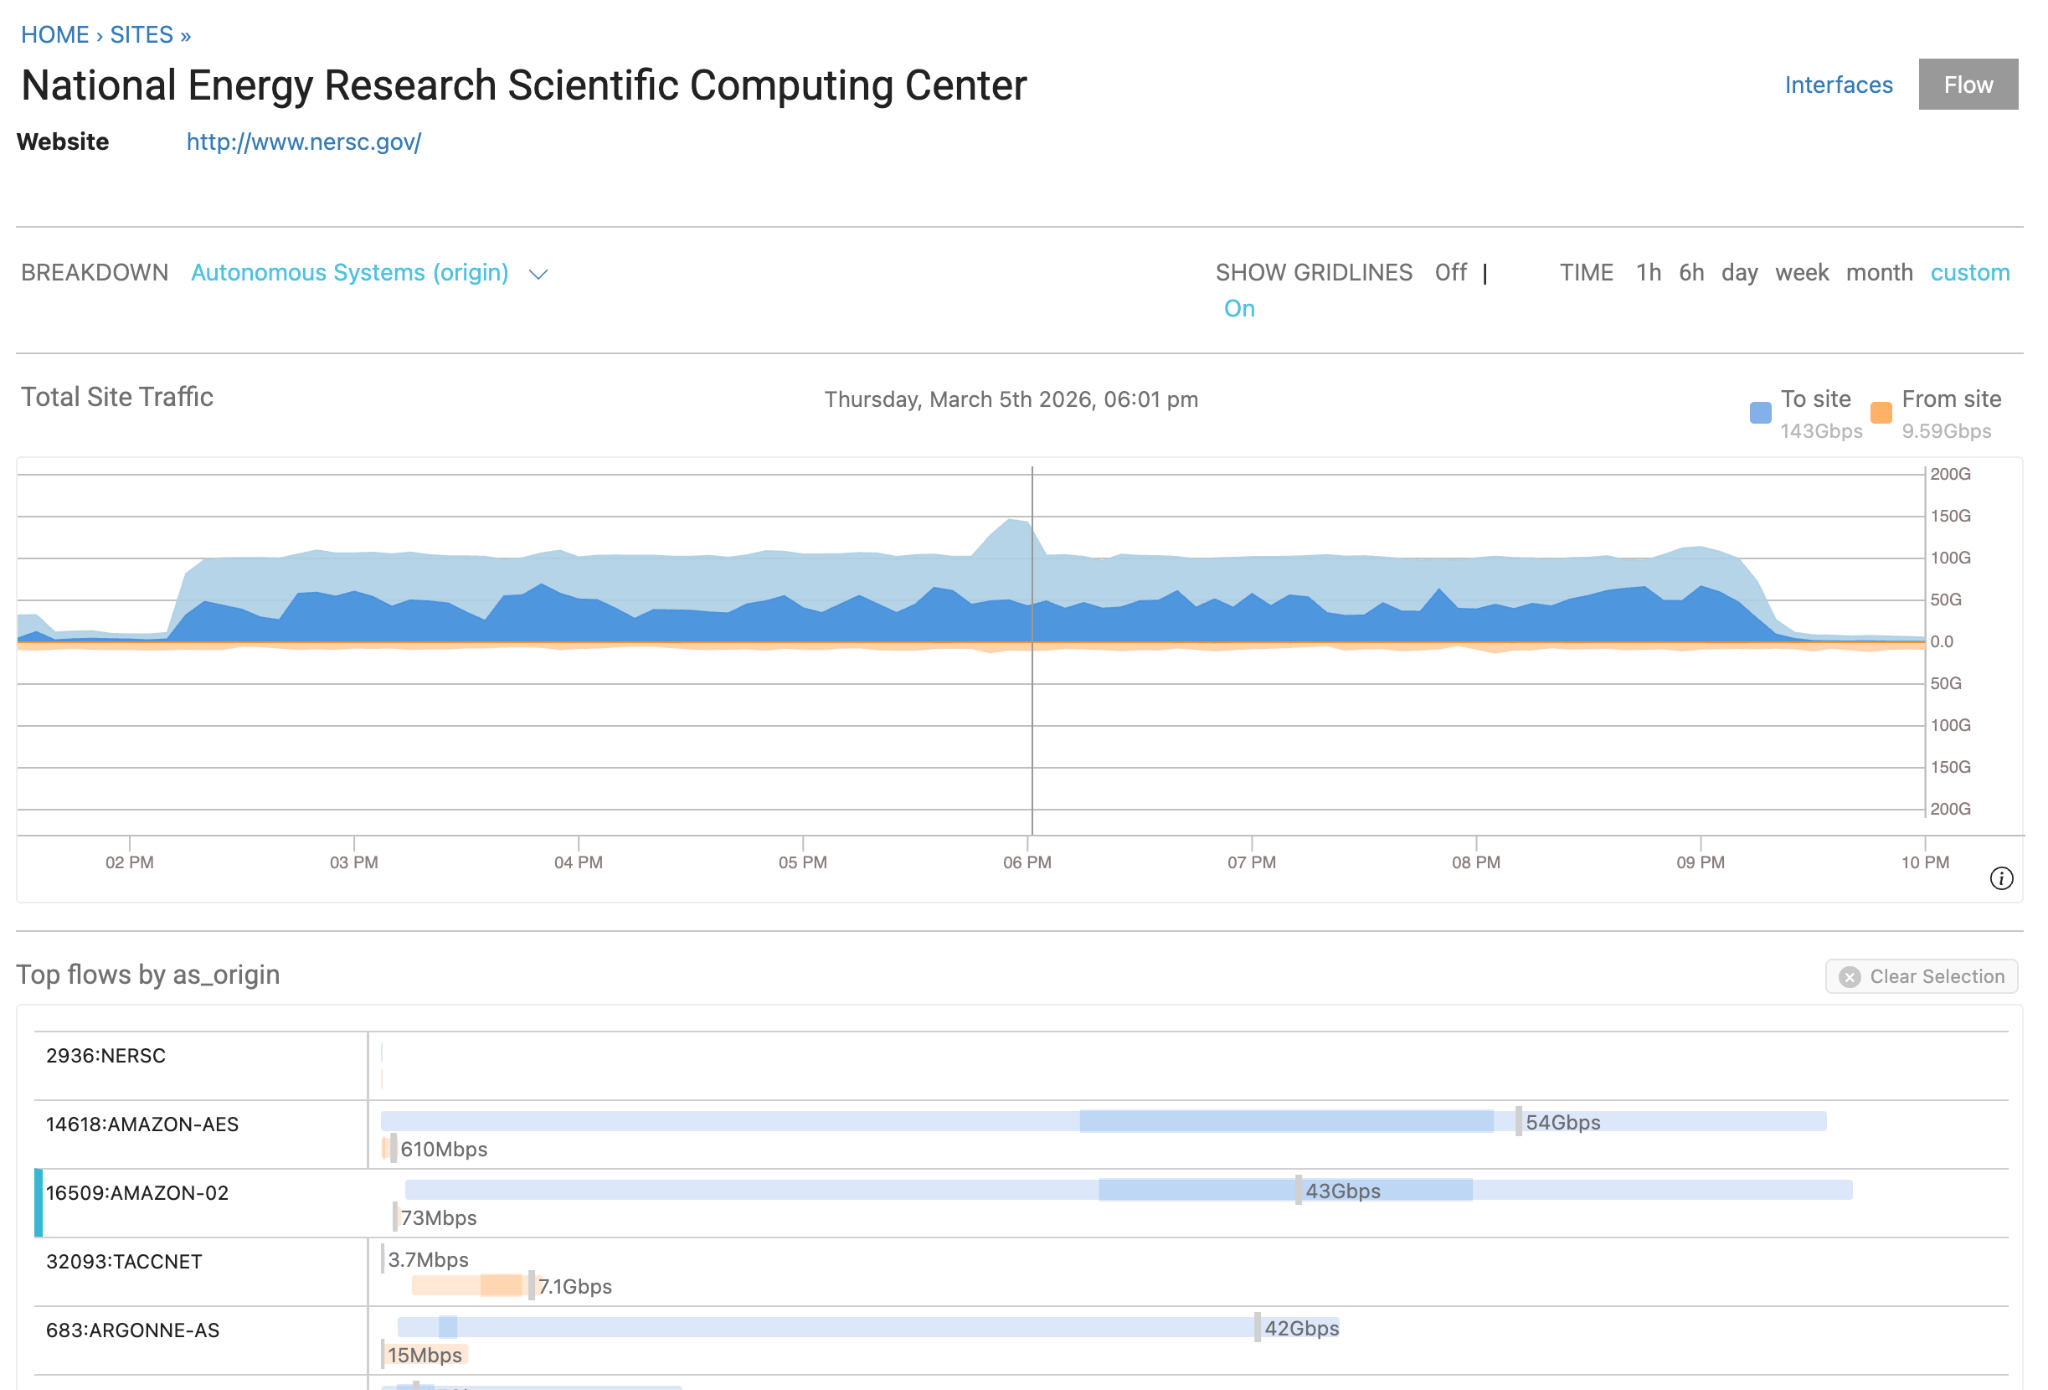 HOME › SITES »
National Energy Research Scientific Computing Center
Interfaces
Flow
Website http://www.nersc.gov/
BREAKDOWN Autonomous Systems (origin)
SHOW GRIDLINES Off |
On
TIME 1h 6h day week month custom
Total Site Traffic
Thursday, March 5th 2026, 06:01 pm
To site
143Gbps
From site
9.59Gbps
200G
150G
100G
50G
0.0
50G
100G
150G
200G
02 PM 03 PM 04 PM 05 PM 06 PM 07 PM 08 PM 09 PM 10 PM
Top flows by as_origin
Clear Selection
2936:NERSC
14618:AMAZON-AES
54Gbps
610Mbps
16509:AMAZON-02
43Gbps
73Mbps
32093:TACCNET
3.7Mbps
7.1Gbps
683:ARGONNE-AS
42Gbps
15Mbps